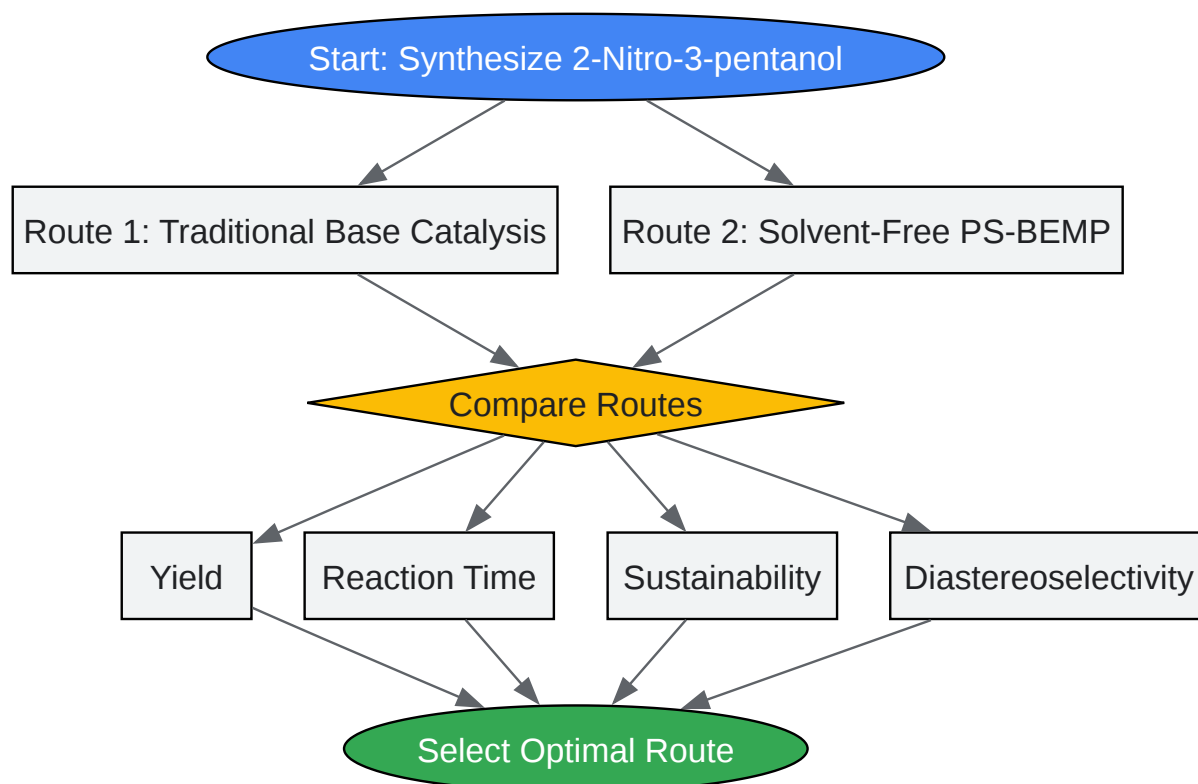 Start: Synthesize 2-Nitro-3-pentanol
Route 1: Traditional Base Catalysis
Route 2: Solvent-Free PS-BEMP
Compare Routes
Yield
Reaction Time
Sustainability
Diastereoselectivity
Select Optimal Route